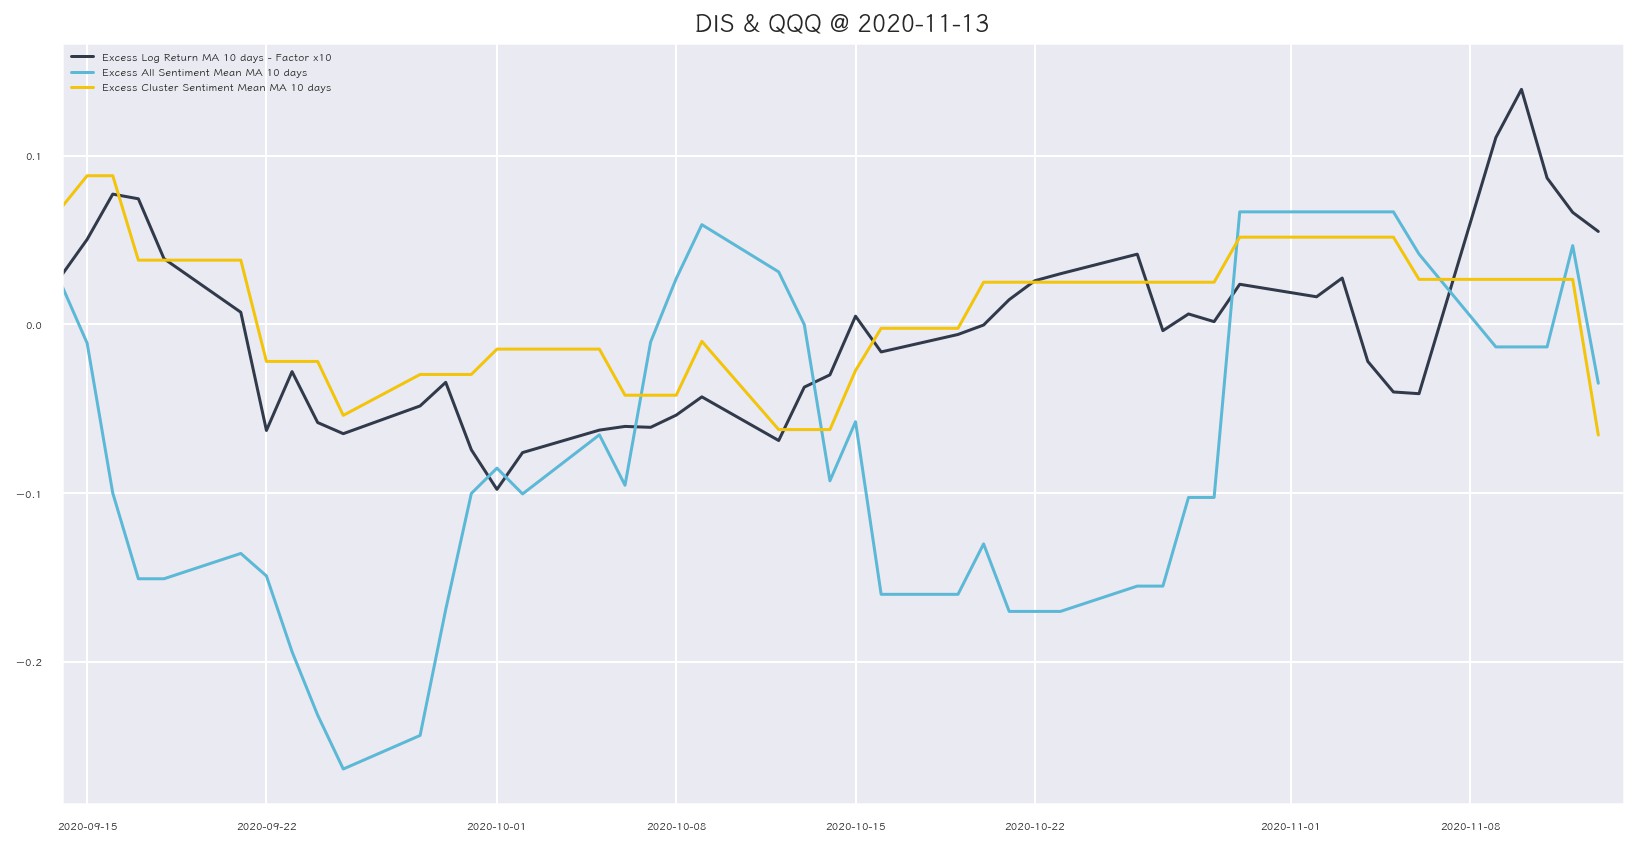 DIS & QQQ @ 2020-11-13
Excess Log Return MA 10 days - Factor x10
Excess All Sentiment Mean MA 10 days
Excess Cluster Sentiment Mean MA 10 days
0.1
0.0
−0.1
−0.2
2020-09-15 2020-09-22 2020-10-01 2020-10-08 2020-10-15 2020-10-22 2020-11-01 2020-11-08